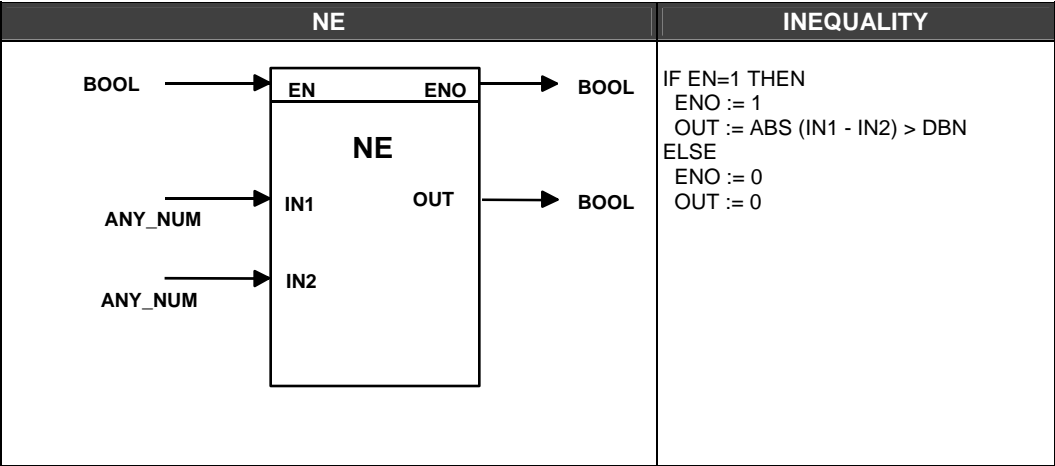 NE
INEQUALITY
BOOL
EN
ENO
BOOL
NE
IN1
OUT
BOOL
ANY_NUM
IN2
ANY_NUM
IF EN=1 THEN
ENO := 1
OUT := ABS (IN1 - IN2) > DBN
ELSE
ENO := 0
OUT := 0